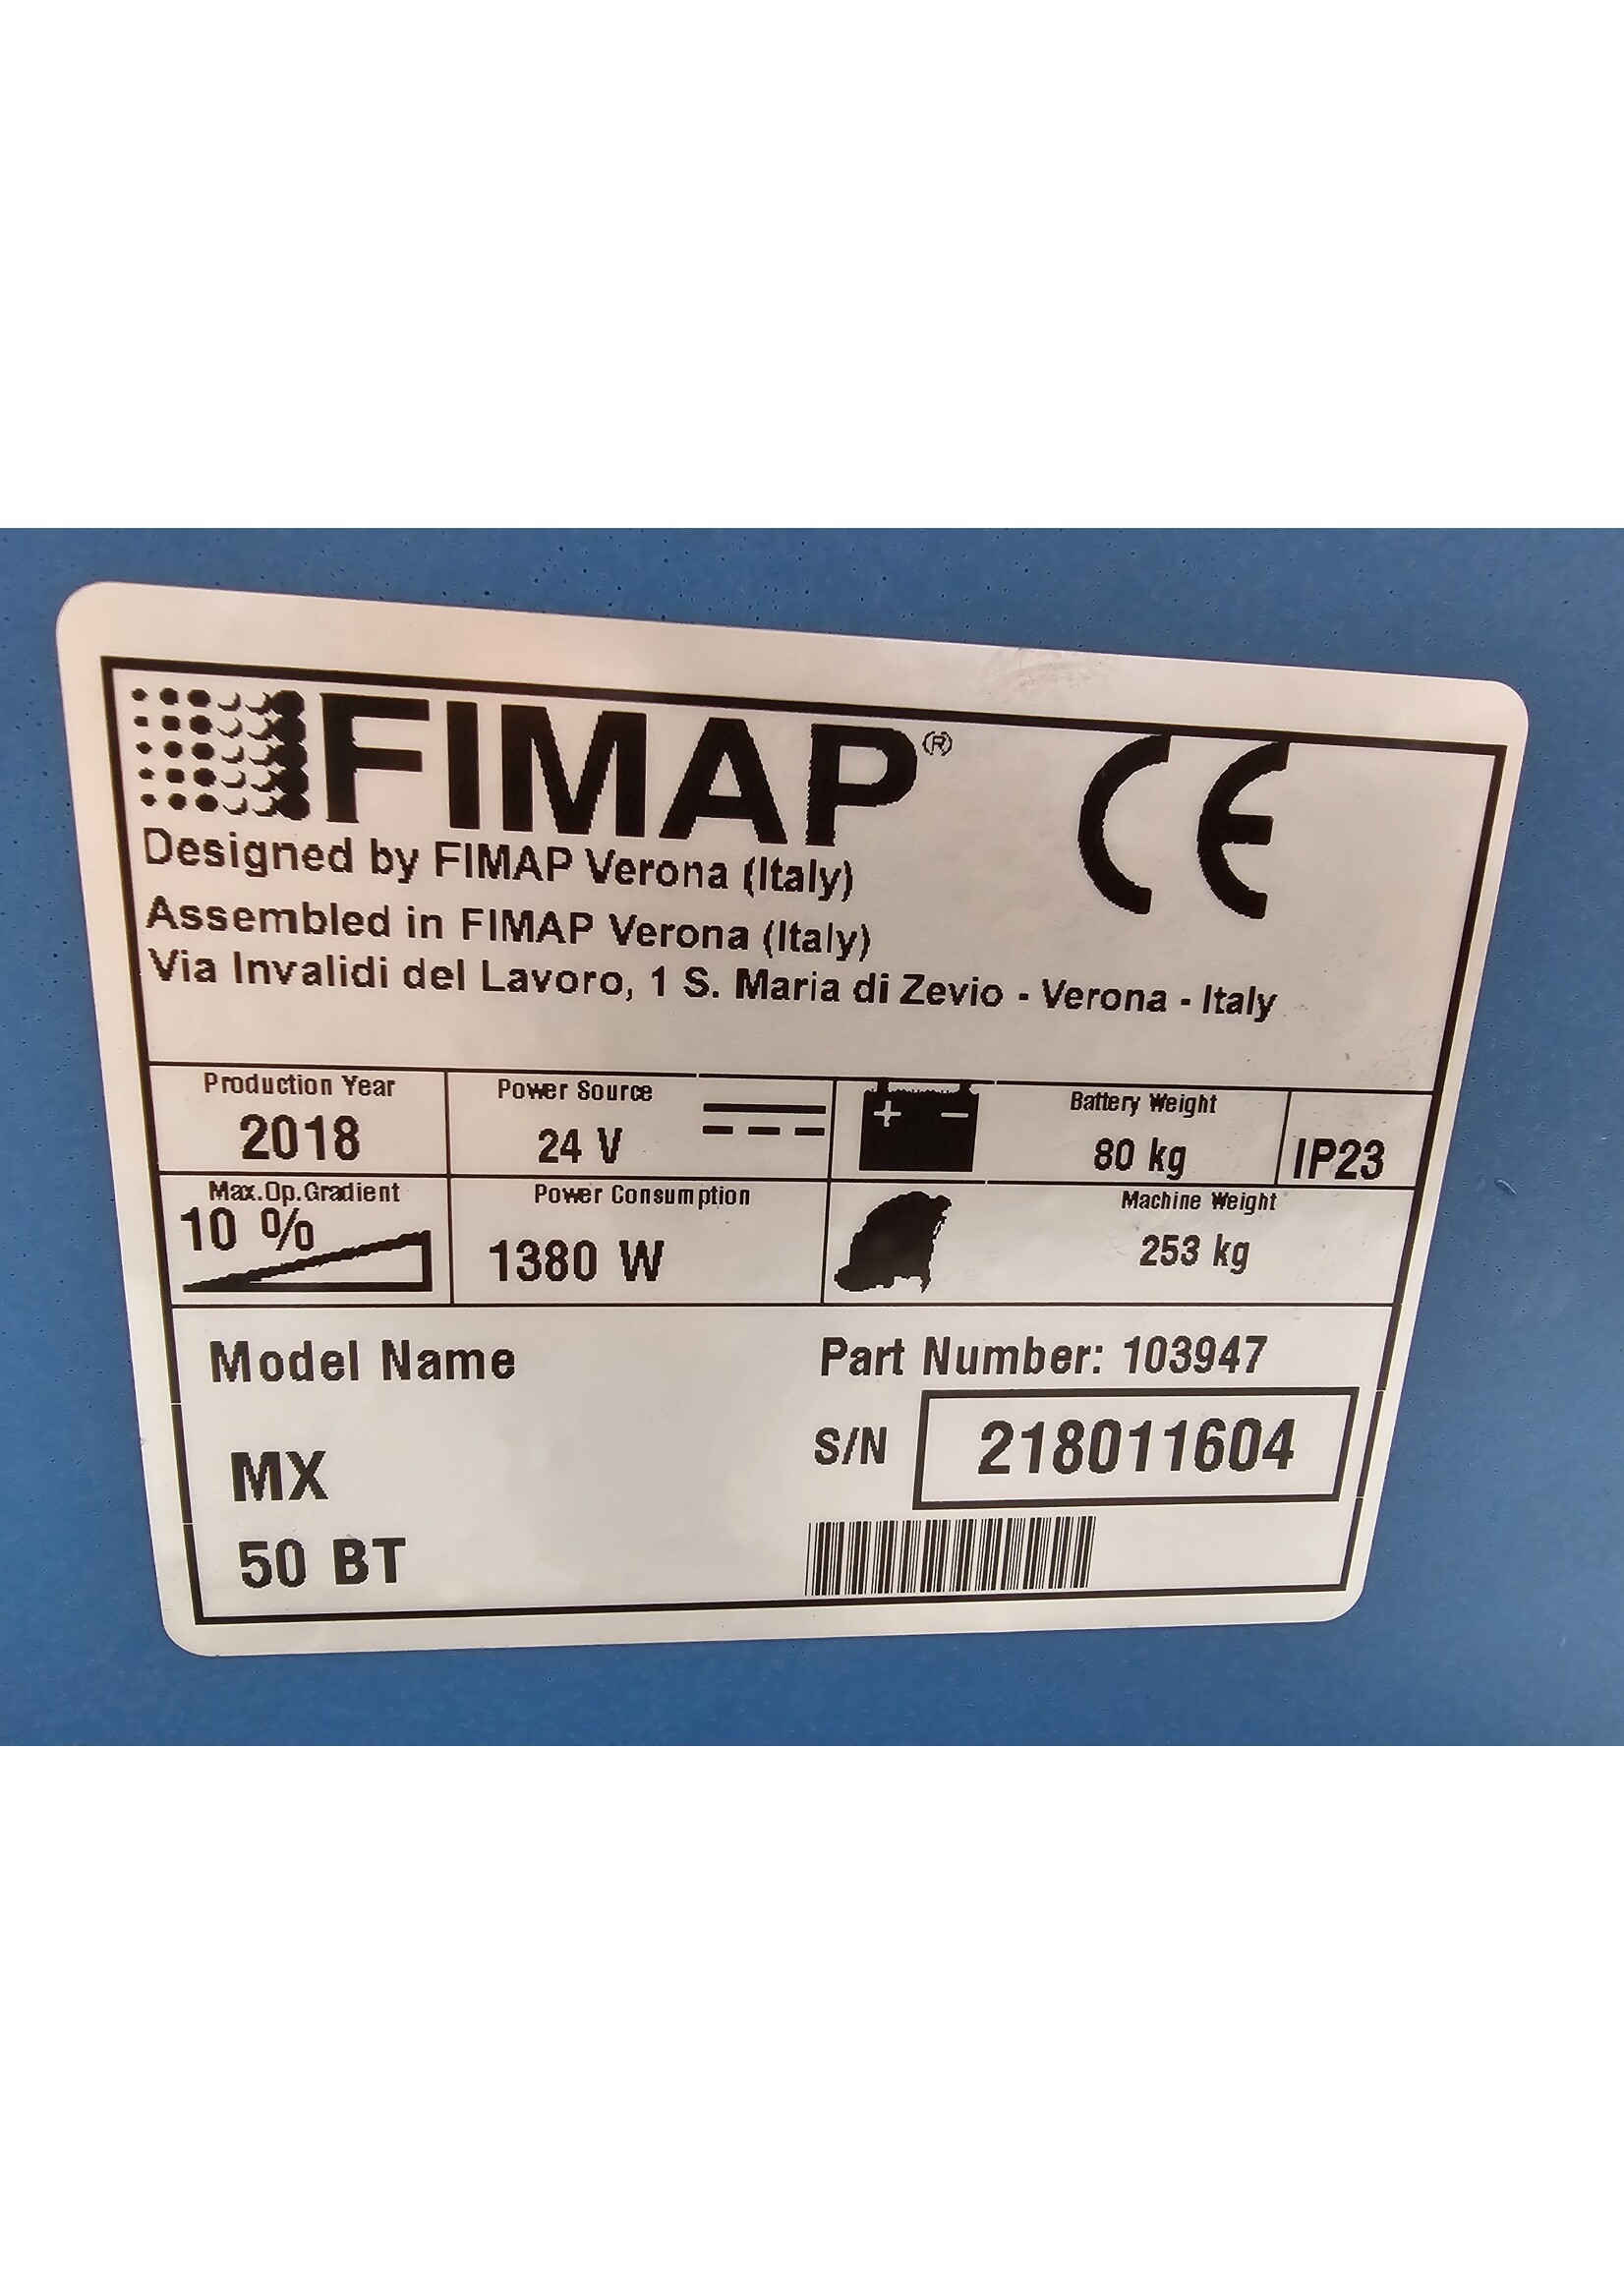 FIMAP®
CE
Designed by FIMAP Verona (Italy)
Assembled in FIMAP Verona (Italy)
Via Invalidi del Lavoro, 1 S. Maria di Zevio - Verona - Italy
Production Year
2018
Power Source
24 V
+ −
Battery Weight
80 kg
IP23
Max.Op.Gradient
10 %
Power Consumption
1380 W
Machine Weight
253 kg
Model Name
MX
50 BT
Part Number: 103947
S/N 218011604